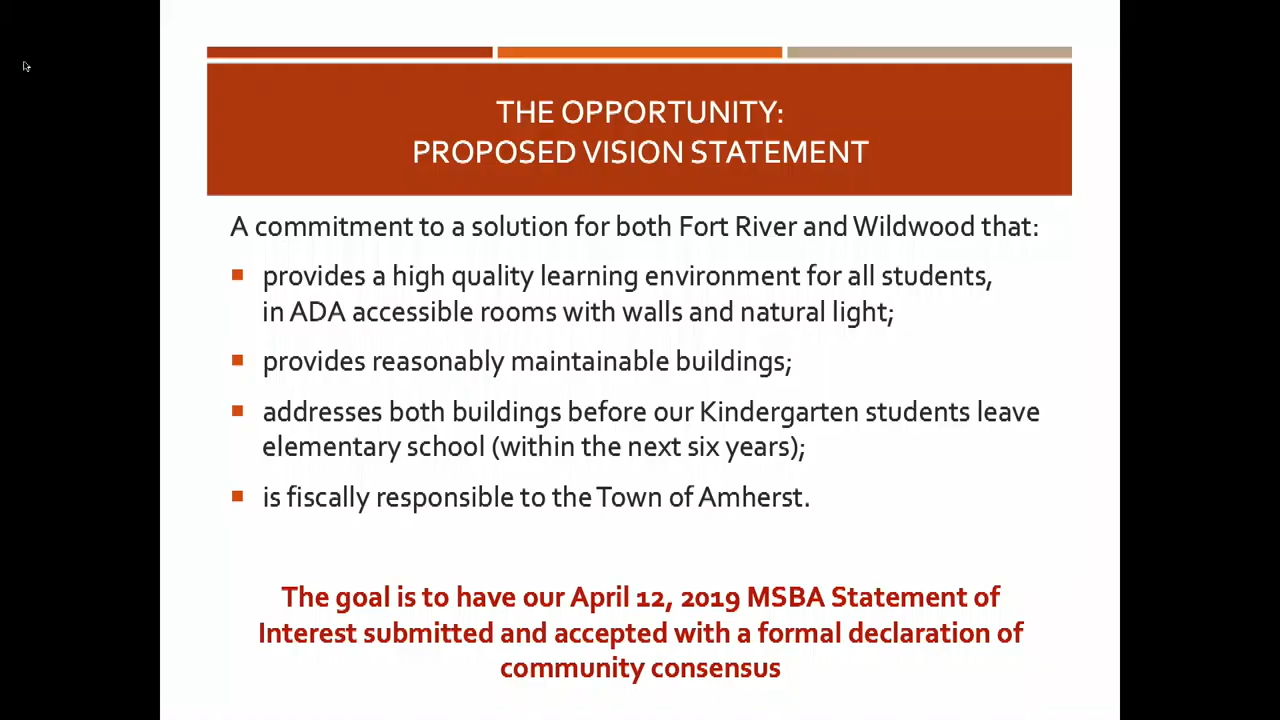 THE OPPORTUNITY:
PROPOSED VISION STATEMENT
A commitment to a solution for both Fort River and Wildwood that:
provides a high quality learning environment for all students,
in ADA accessible rooms with walls and natural light;
provides reasonably maintainable buildings;
addresses both buildings before our Kindergarten students leave
elementary school (within the next six years);
is fiscally responsible to the Town of Amherst.
The goal is to have our April 12, 2019 MSBA Statement of
Interest submitted and accepted with a formal declaration of
community consensus